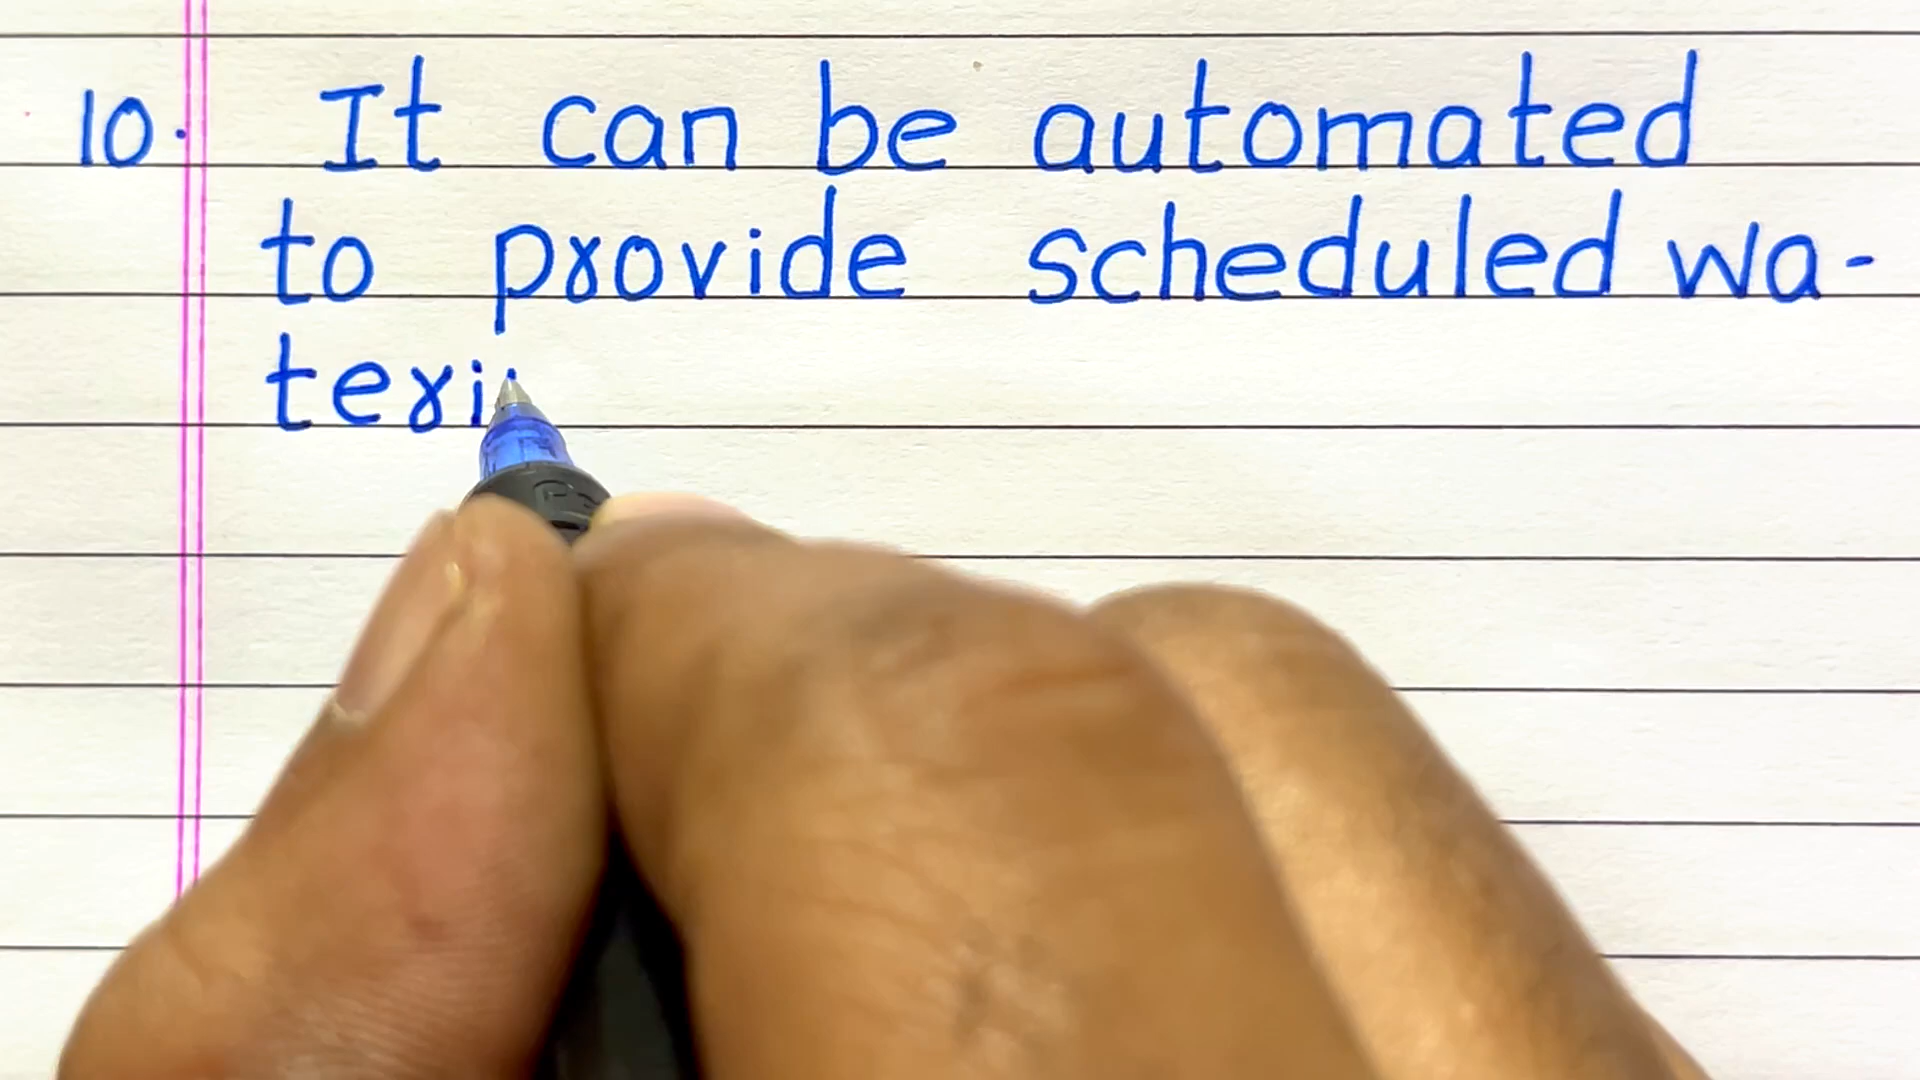 10. It can be automated
to provide scheduled wa-
teri